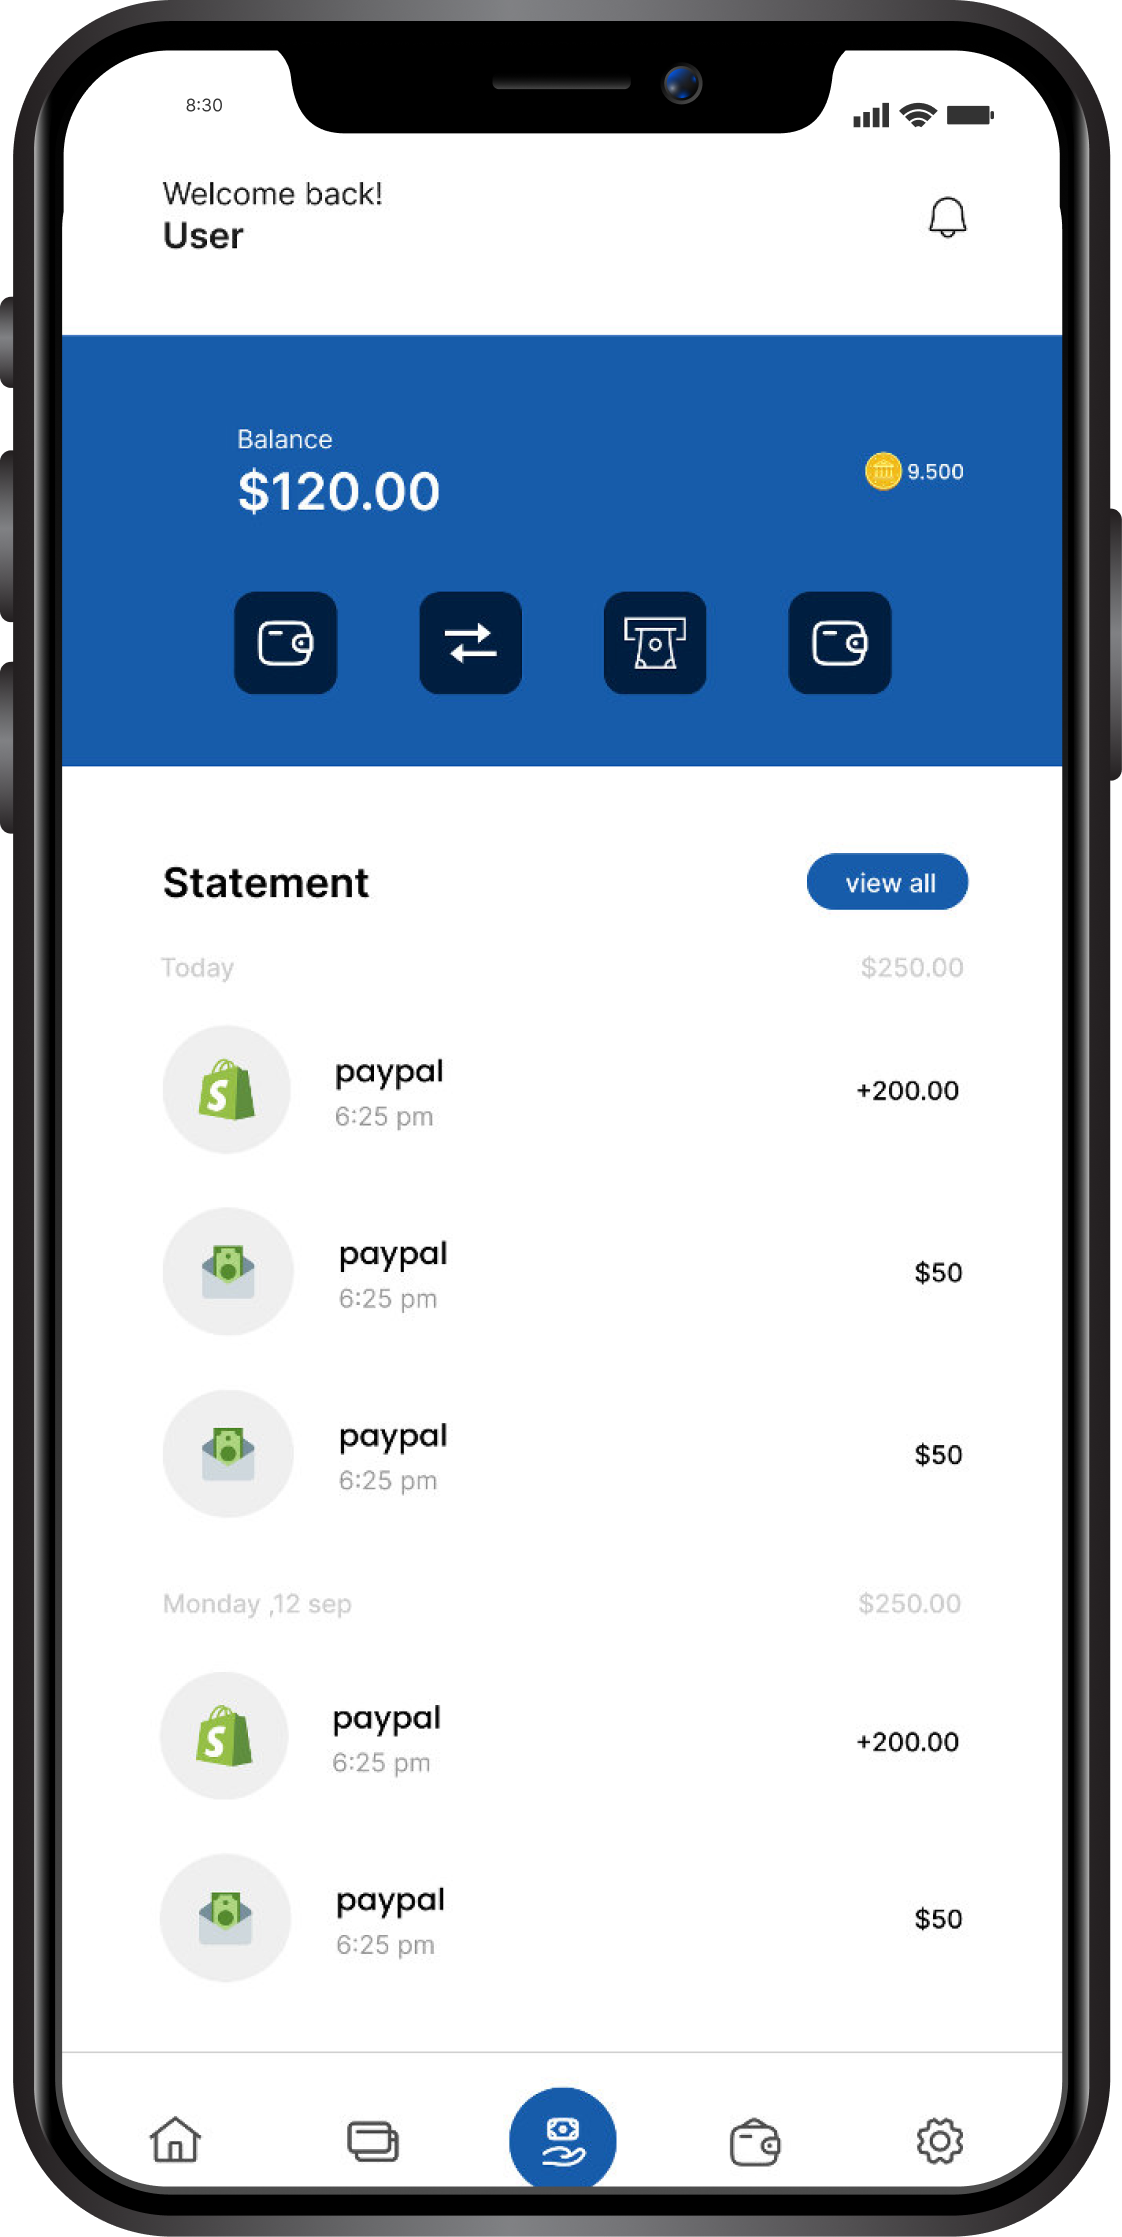 8:30
Welcome back!
User
Balance
$120.00
9.500
Statement
view all
Today
$250.00
paypal
6:25 pm
+200.00
paypal
6:25 pm
$50
paypal
6:25 pm
$50
Monday ,12 sep
$250.00
paypal
6:25 pm
+200.00
paypal
6:25 pm
$50